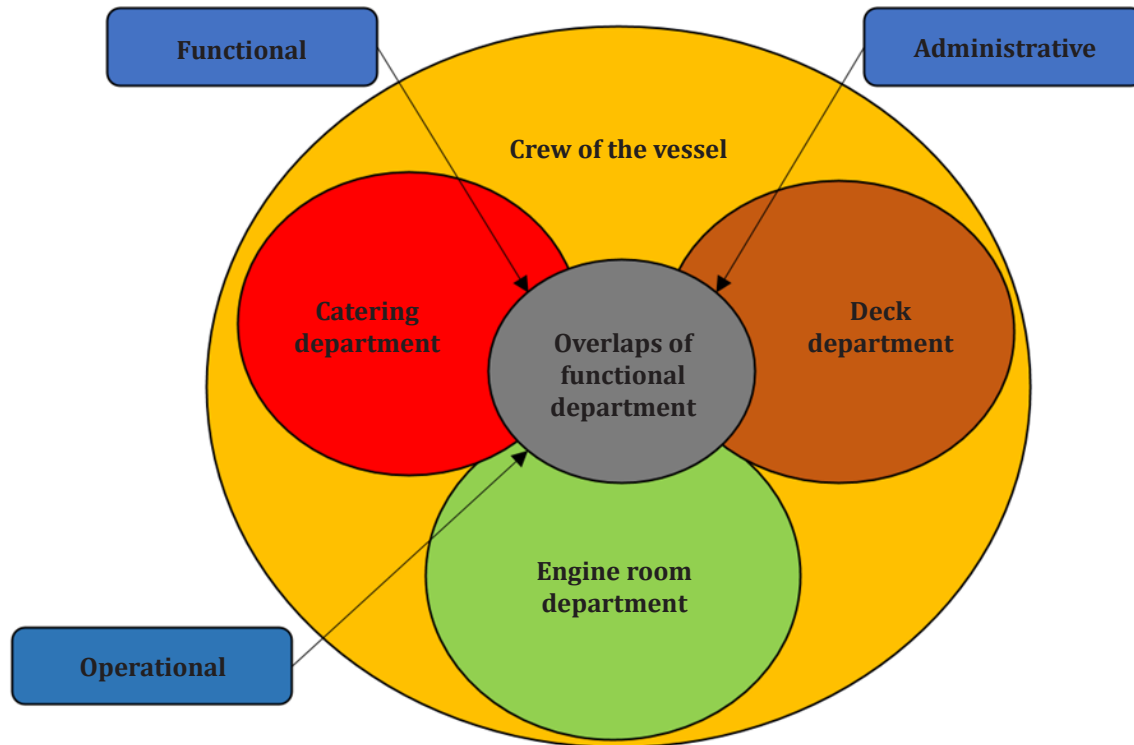 Functional
Administrative
Crew of the vessel
Catering
department
Deck
department
Overlaps of
functional
department
Engine room
department
Operational